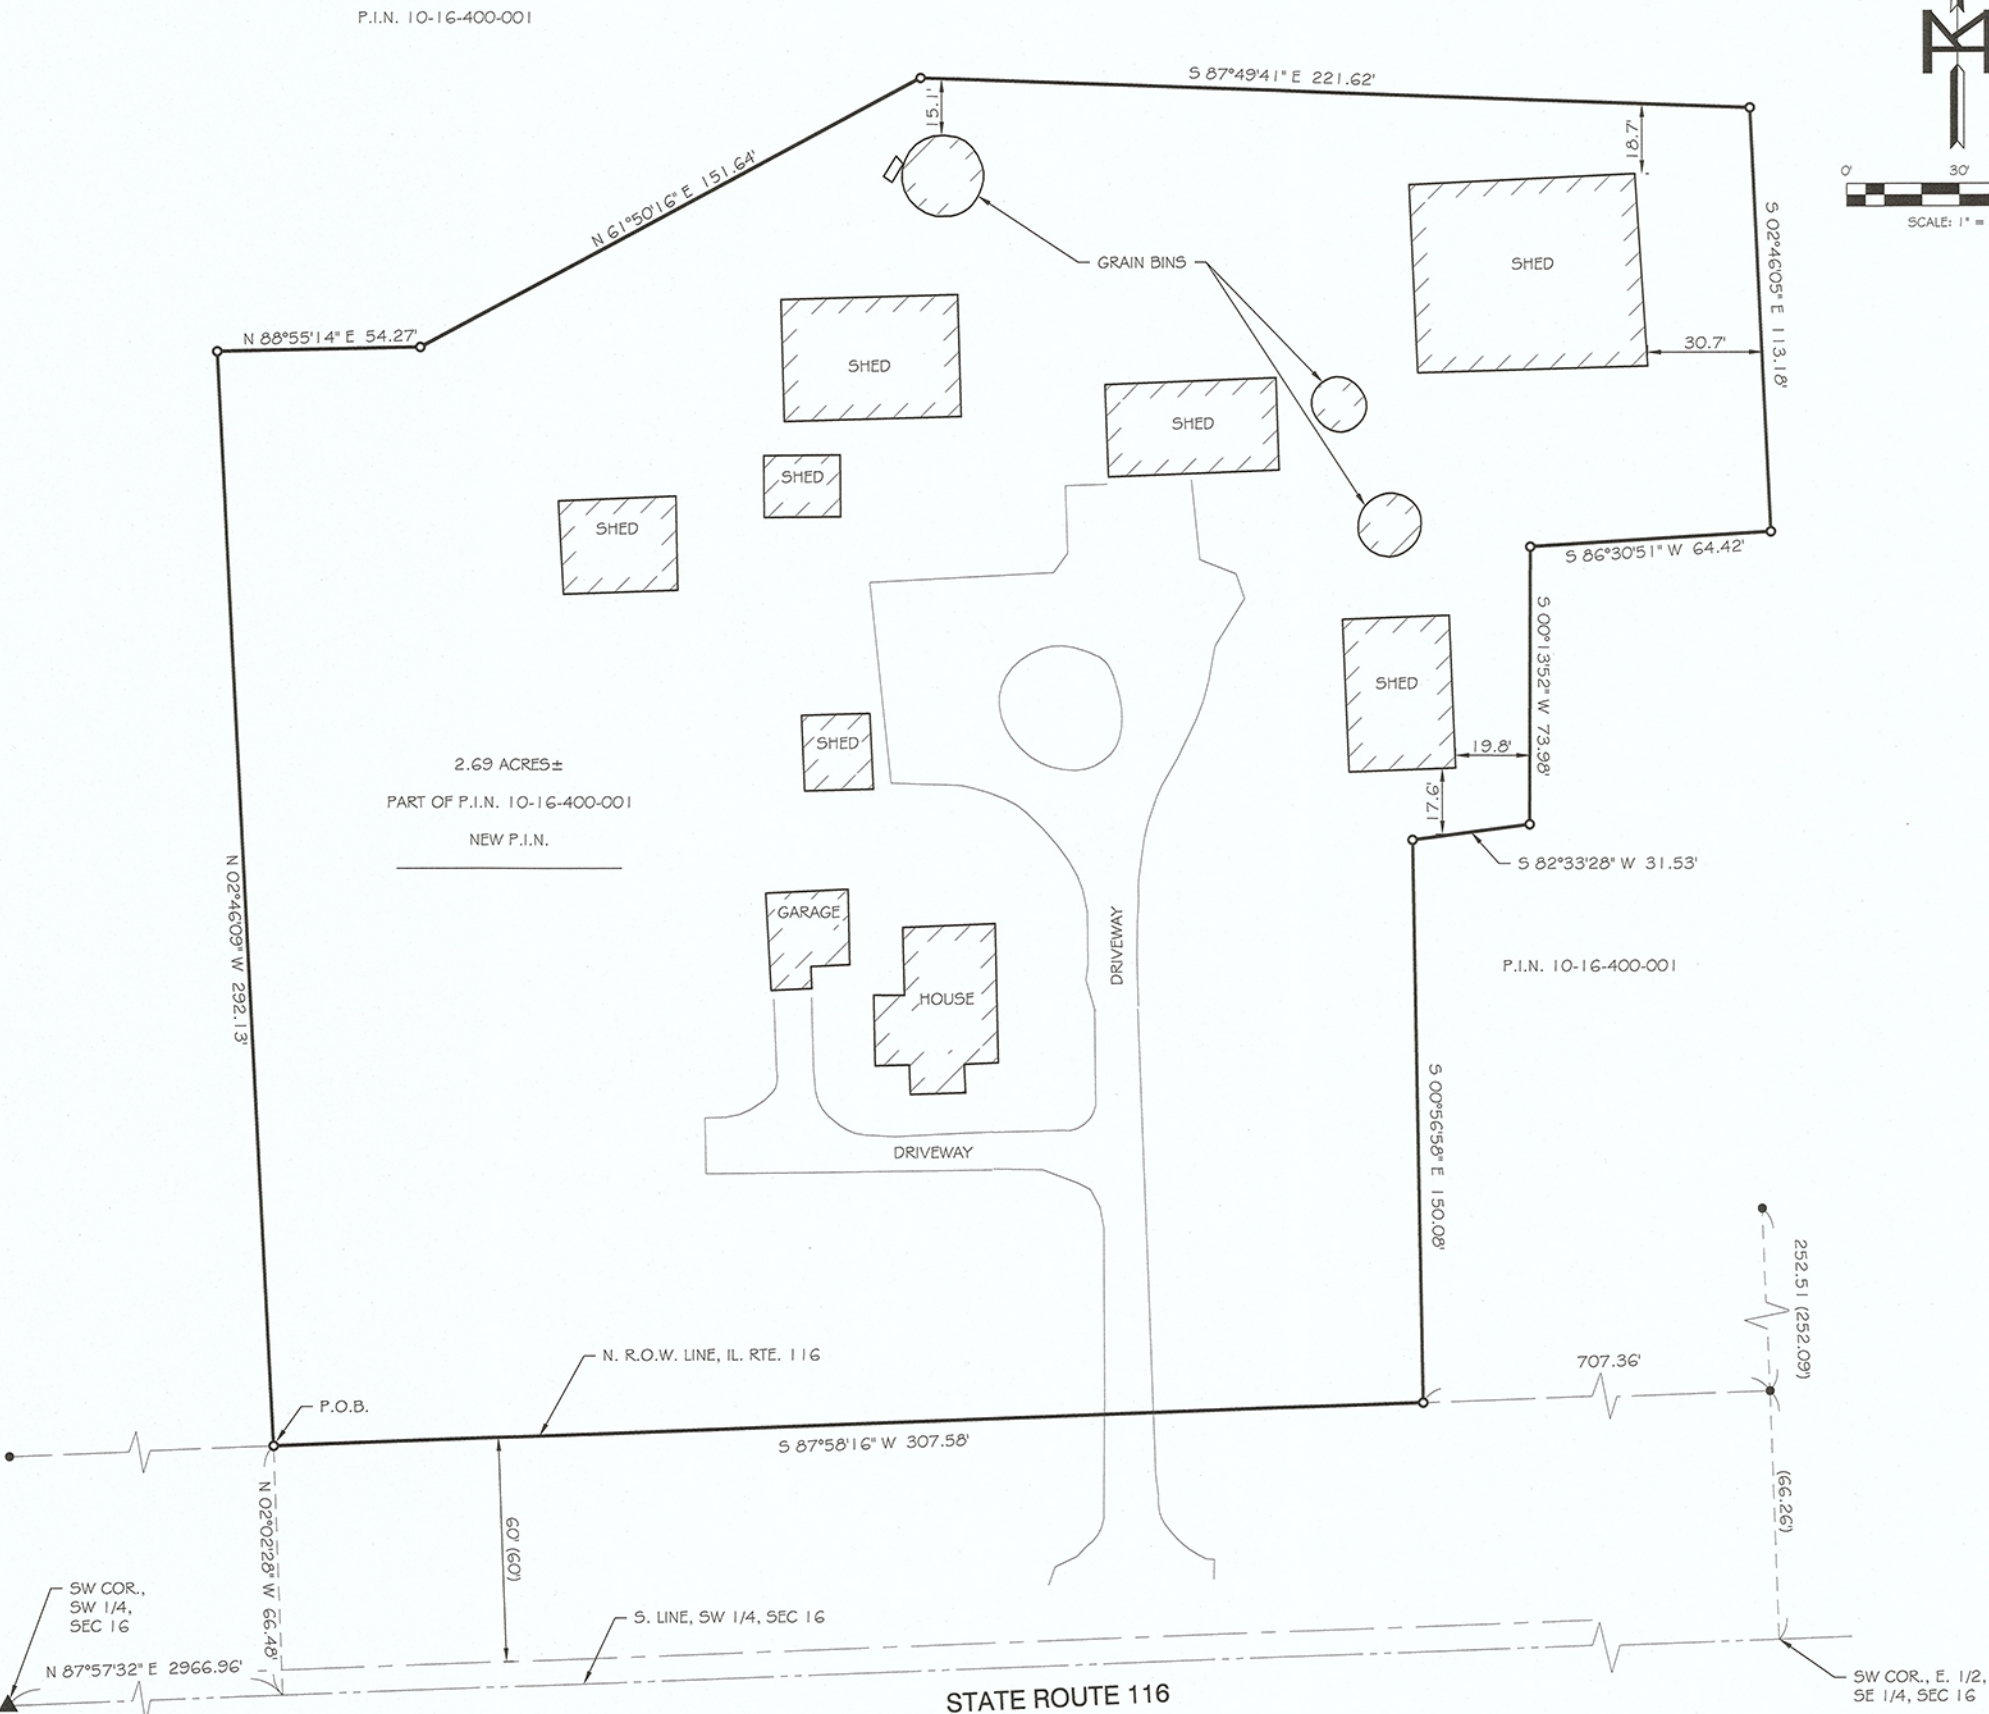 P.I.N. 10-16-400-001
S 87°49'41" E 221.62'
15.1'
18.7'
0' 30'
SCALE: 1" =
N 61°50'16" E 151.64'
GRAIN BINS
SHED
S 02°46'05" E 113.18'
N 88°55'14" E 54.27'
30.7'
SHED
SHED
SHED
SHED
S 86°30'51" W 64.42'
S 00°13'52" W 73.98'
SHED
SHED
19.8'
17.6'
2.69 ACRES±
PART OF P.I.N. 10-16-400-001
NEW P.I.N.
S 82°33'28" W 31.53'
N 02°46'09" W 292.13'
GARAGE
DRIVEWAY
P.I.N. 10-16-400-001
HOUSE
DRIVEWAY
S 00°56'58" E 150.08'
252.51 (252.09')
N. R.O.W. LINE, IL. RTE. 116
707.36'
P.O.B.
S 87°58'16" W 307.58'
N 02°02'28" W 66.48'
60' (60')
(66.26')
SW COR.,
SW 1/4,
SEC 16
S. LINE, SW 1/4, SEC 16
N 87°57'32" E 2966.96'
STATE ROUTE 116
SW COR., E. 1/2,
SE 1/4, SEC 16